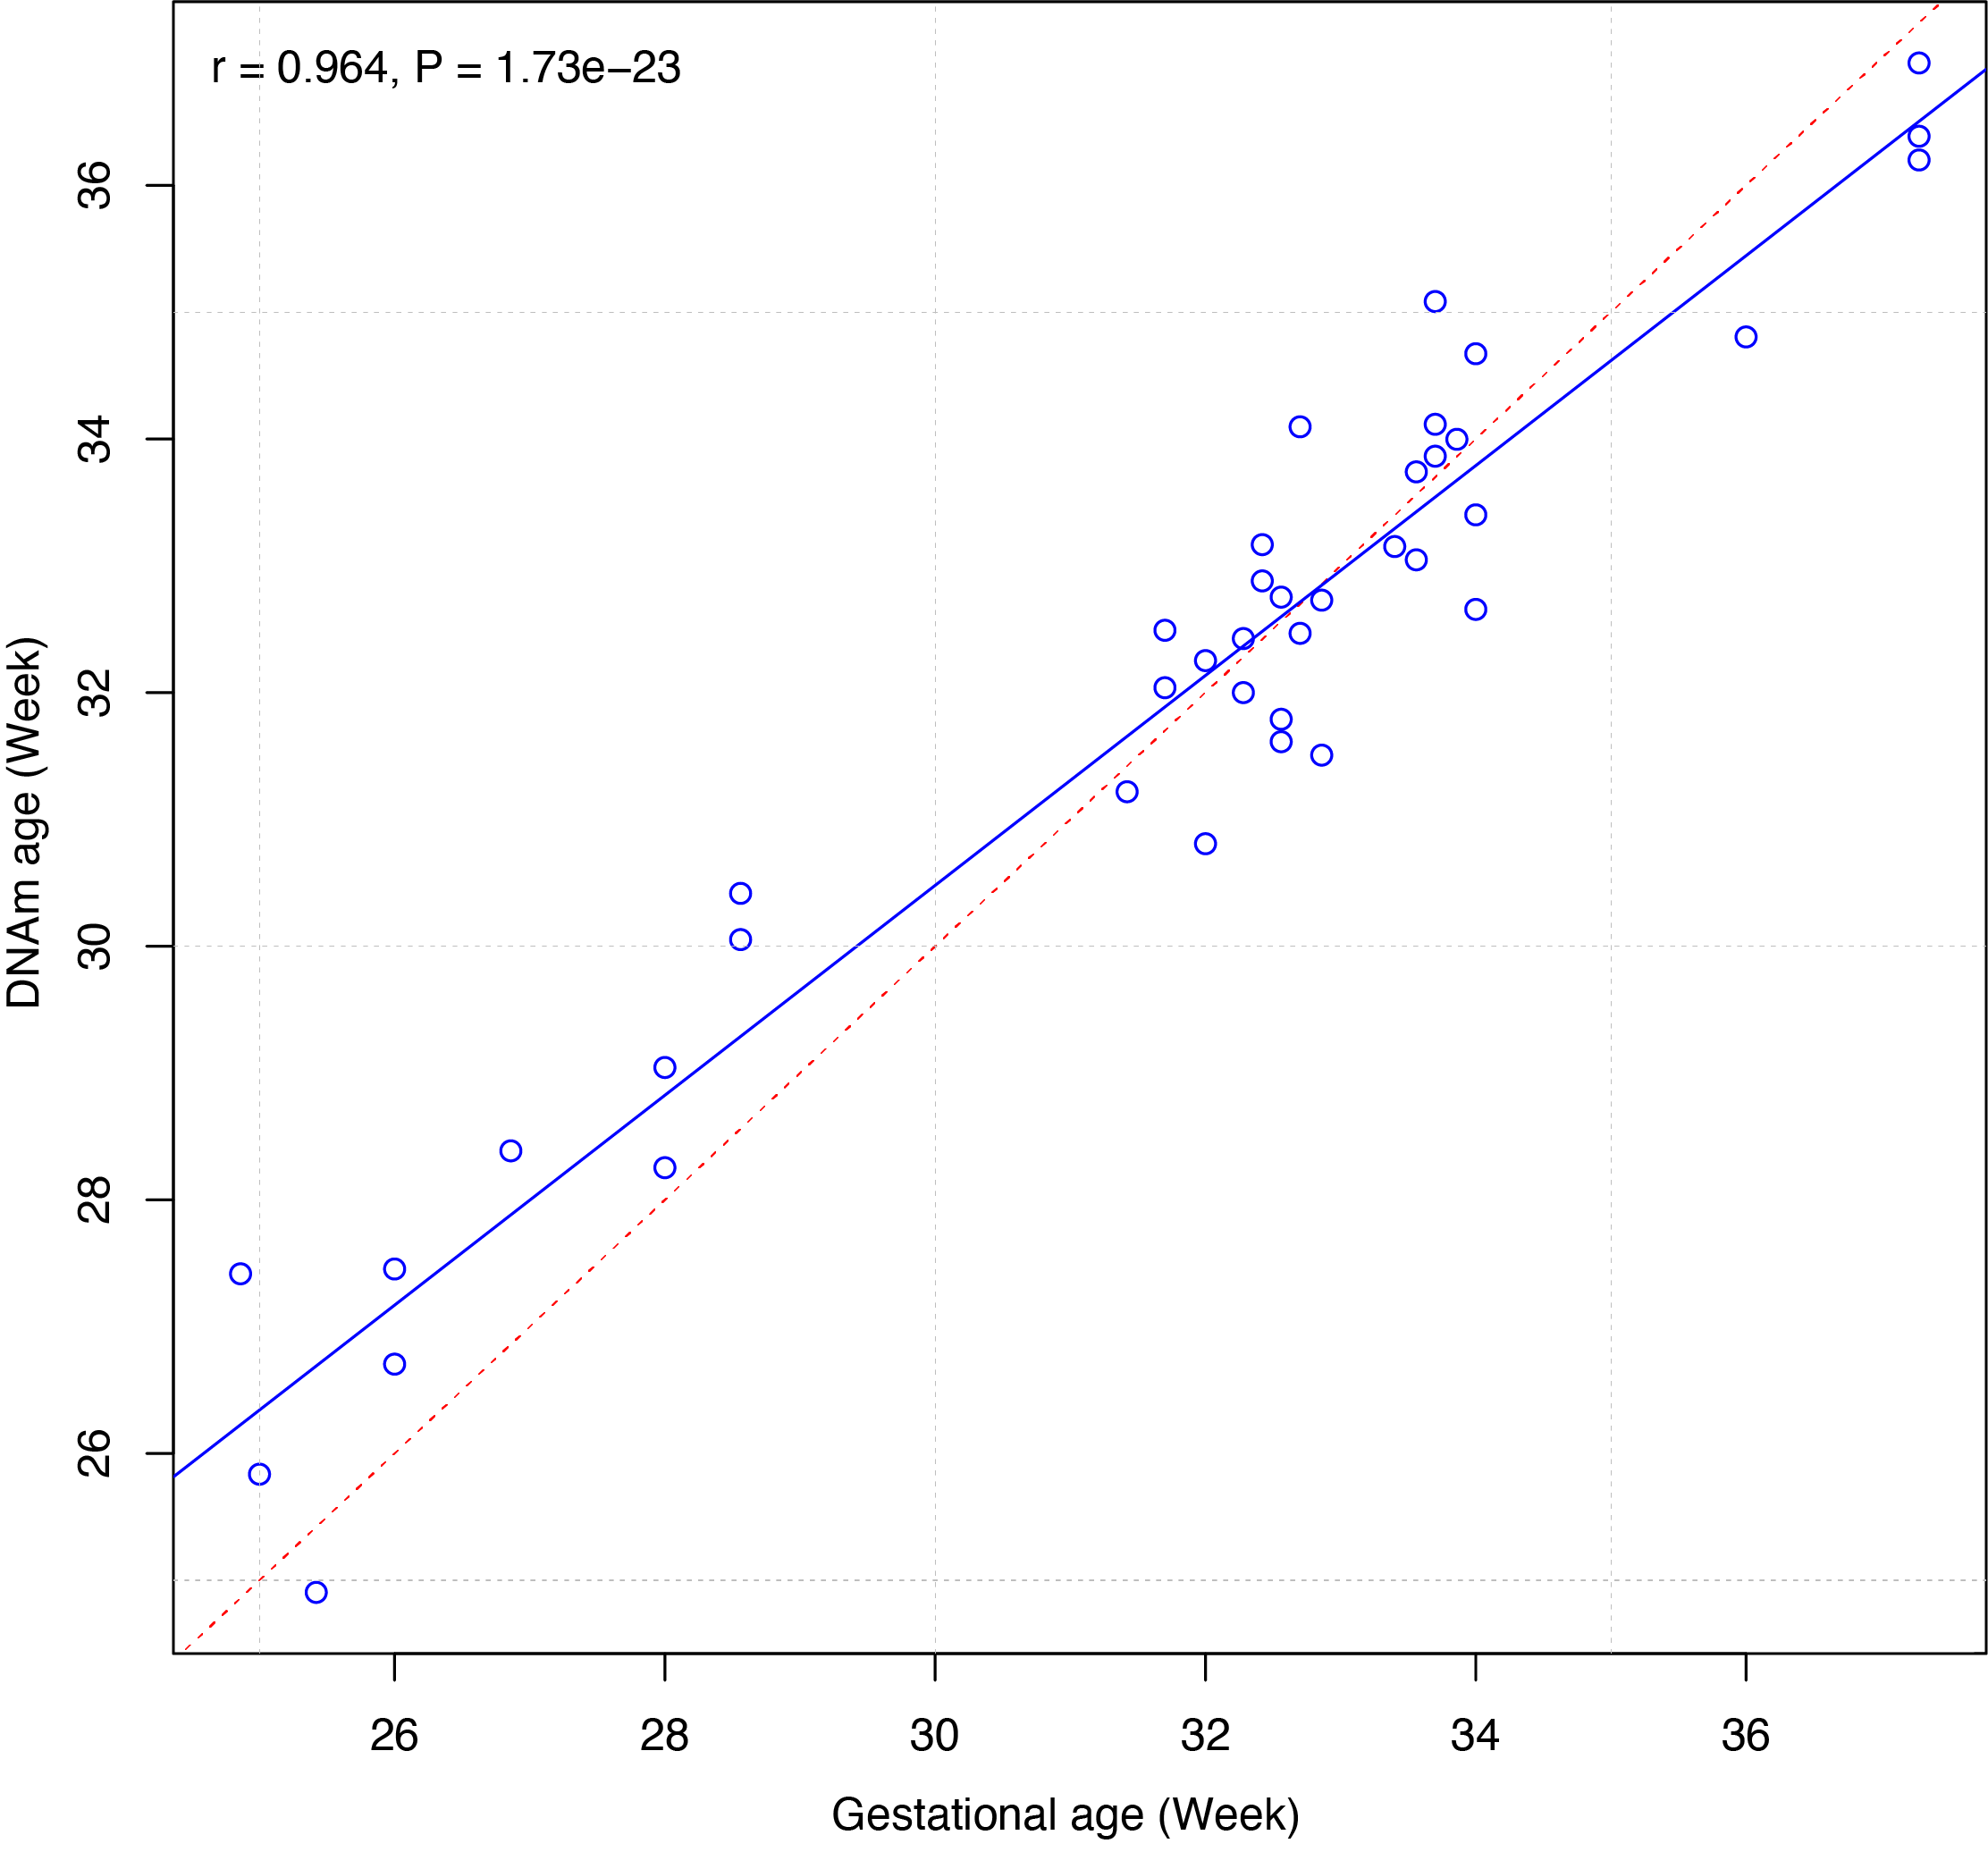 r = 0.964, P = 1.73e−23
DNAm age (Week)
36
34
32
30
28
26
26 28 30 32 34 36
Gestational age (Week)